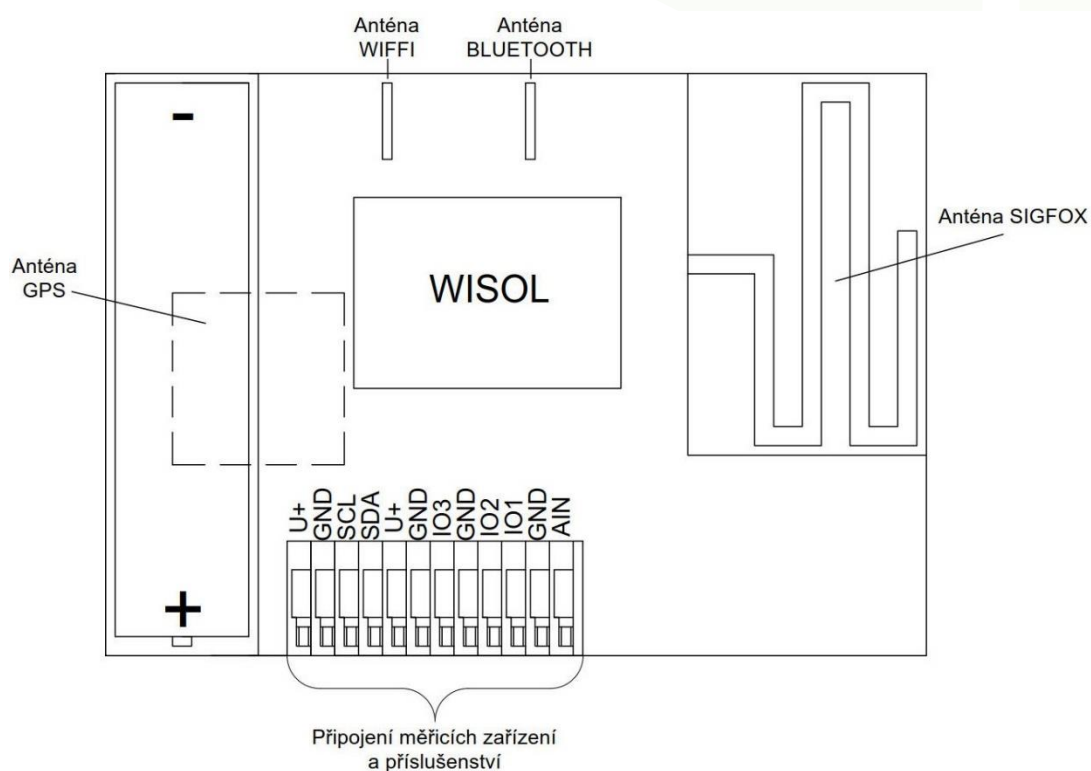 Anténa
WIFFI
Anténa
BLUETOOTH
-
Anténa SIGFOX
Anténa
GPS
WISOL
U+
GND
SCL
SDA
U+
GND
IO3
GND
IO2
IO1
GND
AIN
+
Připojení měřicích zařízení
a příslušenství